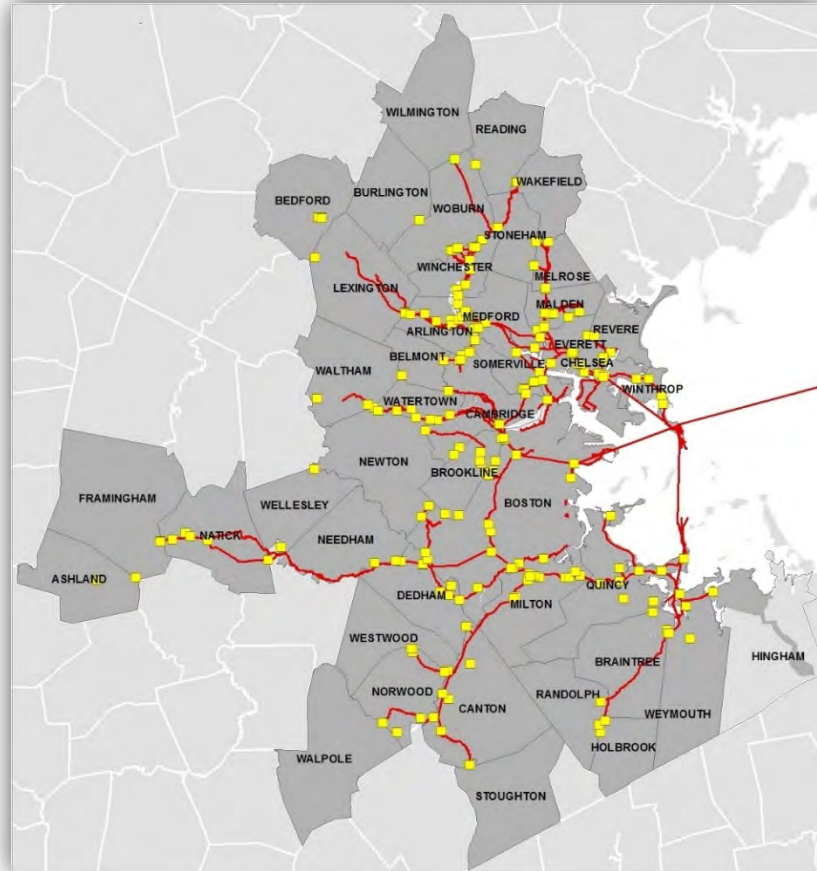 WILMINGTON
READING
WAKEFIELD
BURLINGTON
BEDFORD
WOBURN
STONEHAM
WINCHESTER
MELROSE
LEXINGTON
MALDEN
MEDFORD
REVERE
ARLINGTON
EVERETT
BELMONT
SOMERVILLE
CHELSEA
WALTHAM
WINTHROP
WATERTOWN
CAMBRIDGE
NEWTON
BROOKLINE
FRAMINGHAM
WELLESLEY
BOSTON
NATICK
NEEDHAM
ASHLAND
QUINCY
DEDHAM
MILTON
WESTWOOD
HINGHAM
BRAINTREE
NORWOOD
RANDOLPH
CANTON
WEYMOUTH
HOLBROOK
WALPOLE
STOUGHTON